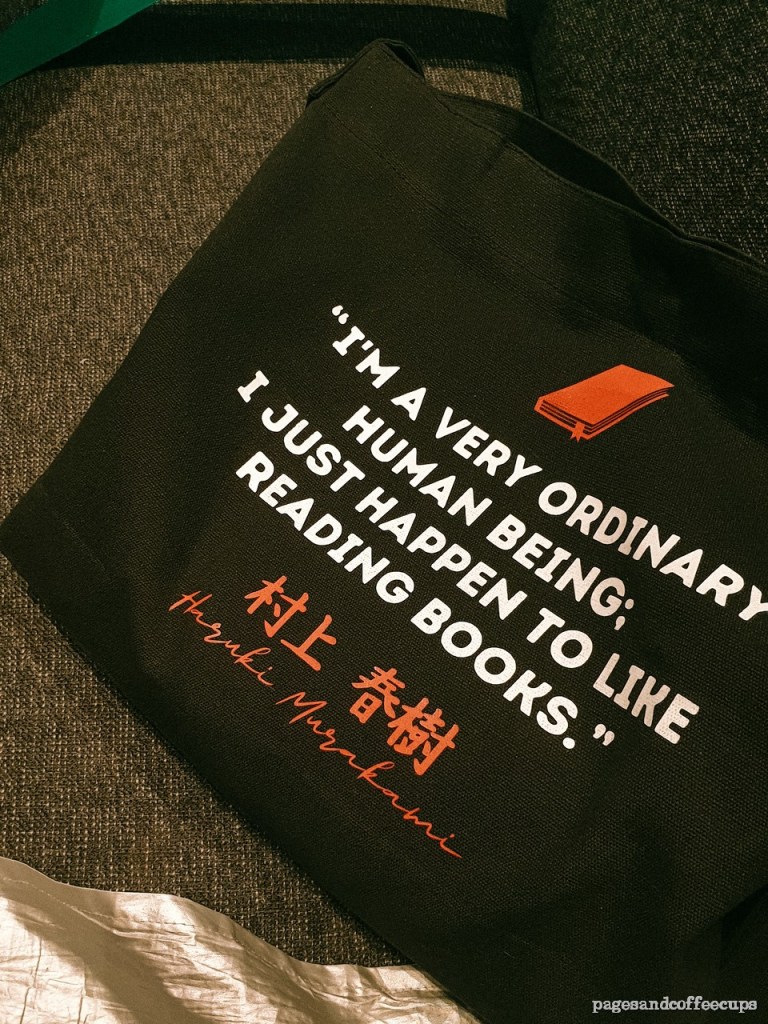 “I'M A VERY ORDINARY
HUMAN BEING;
I JUST HAPPEN TO LIKE
READING BOOKS.”
村上 春樹
Haruki Murakami
pagesandcoffeecups